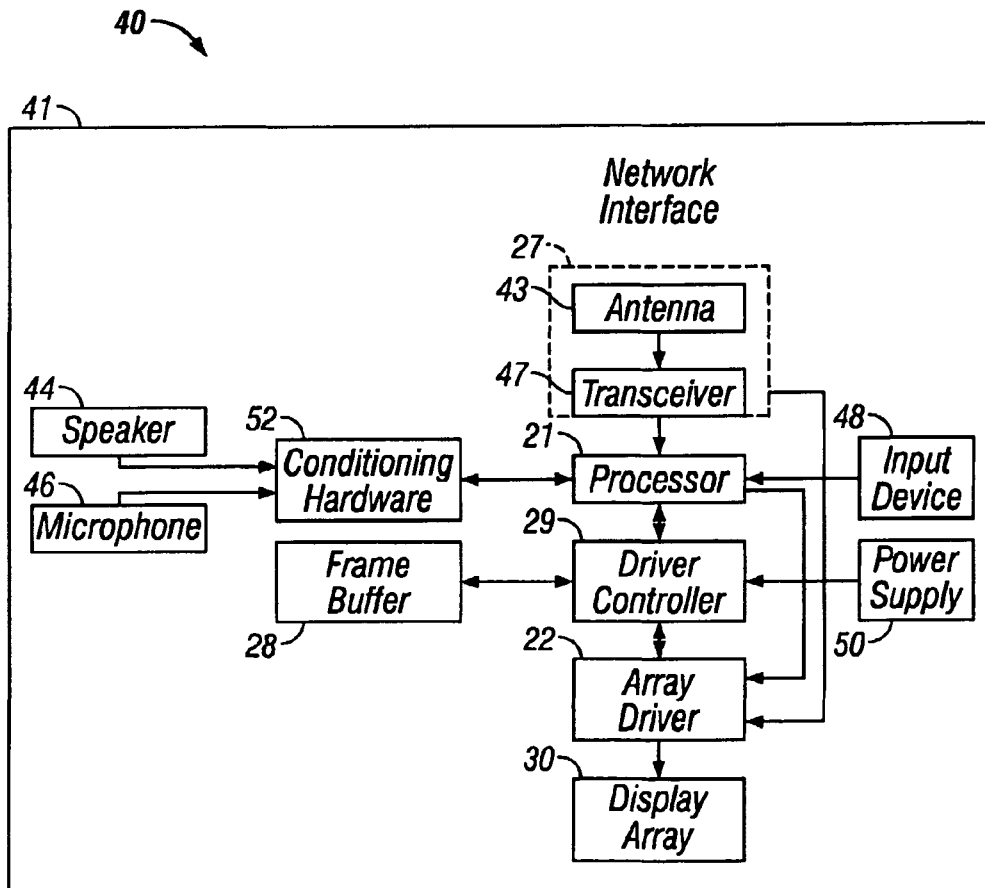 40
41
Network
Interface
27
43
Antenna
47
Transceiver
44
Speaker
52
Conditioning
Hardware
21
Processor
48
Input
Device
46
Microphone
29
Driver
Controller
Frame
Buffer
28
Power
Supply
50
22
Array
Driver
30
Display
Array